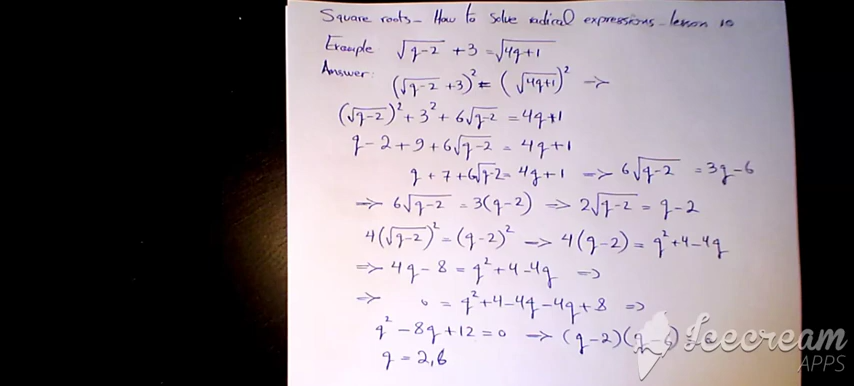 Square roots - How to solve radical expressions - lesson 10
Example: √q-2 + 3 = √4q+1
Answer: (√q-2 + 3)² = (√4q+1)² →
(√q-2)² + 3² + 6√q-2 = 4q+1
q-2+9+6√q-2 = 4q+1
q+7+6√q-2 = 4q+1 → 6√q-2 = 3q-6
→ 6√q-2 = 3(q-2) → 2√q-2 = q-2
4(√q-2)² = (q-2)² → 4(q-2) = q²+4-4q
→ 4q-8 = q²+4-4q →
→ 0 = q²+4-4q-4q+8 →
q²-8q+12=0 → (q-2)(q-6) =
q = 2,6
Icecream
APPS